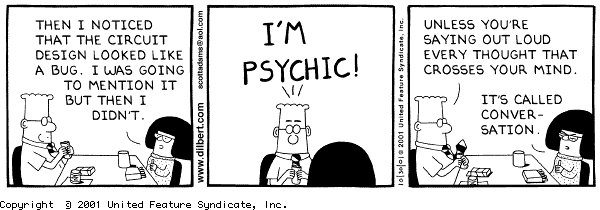 THEN I NOTICED
THAT THE CIRCUIT
DESIGN LOOKED LIKE
A BUG. I WAS GOING
TO MENTION IT
BUT THEN I
DIDN'T.
www.dilbert.com
scottadams@aol.com
I'M
PSYCHIC!
10/30/01 © 2001 United Feature Syndicate, Inc.
UNLESS YOU'RE
SAYING OUT LOUD
EVERY THOUGHT THAT
CROSSES YOUR MIND.
IT'S CALLED
CONVER-
SATION.
Copyright © 2001 United Feature Syndicate, Inc.